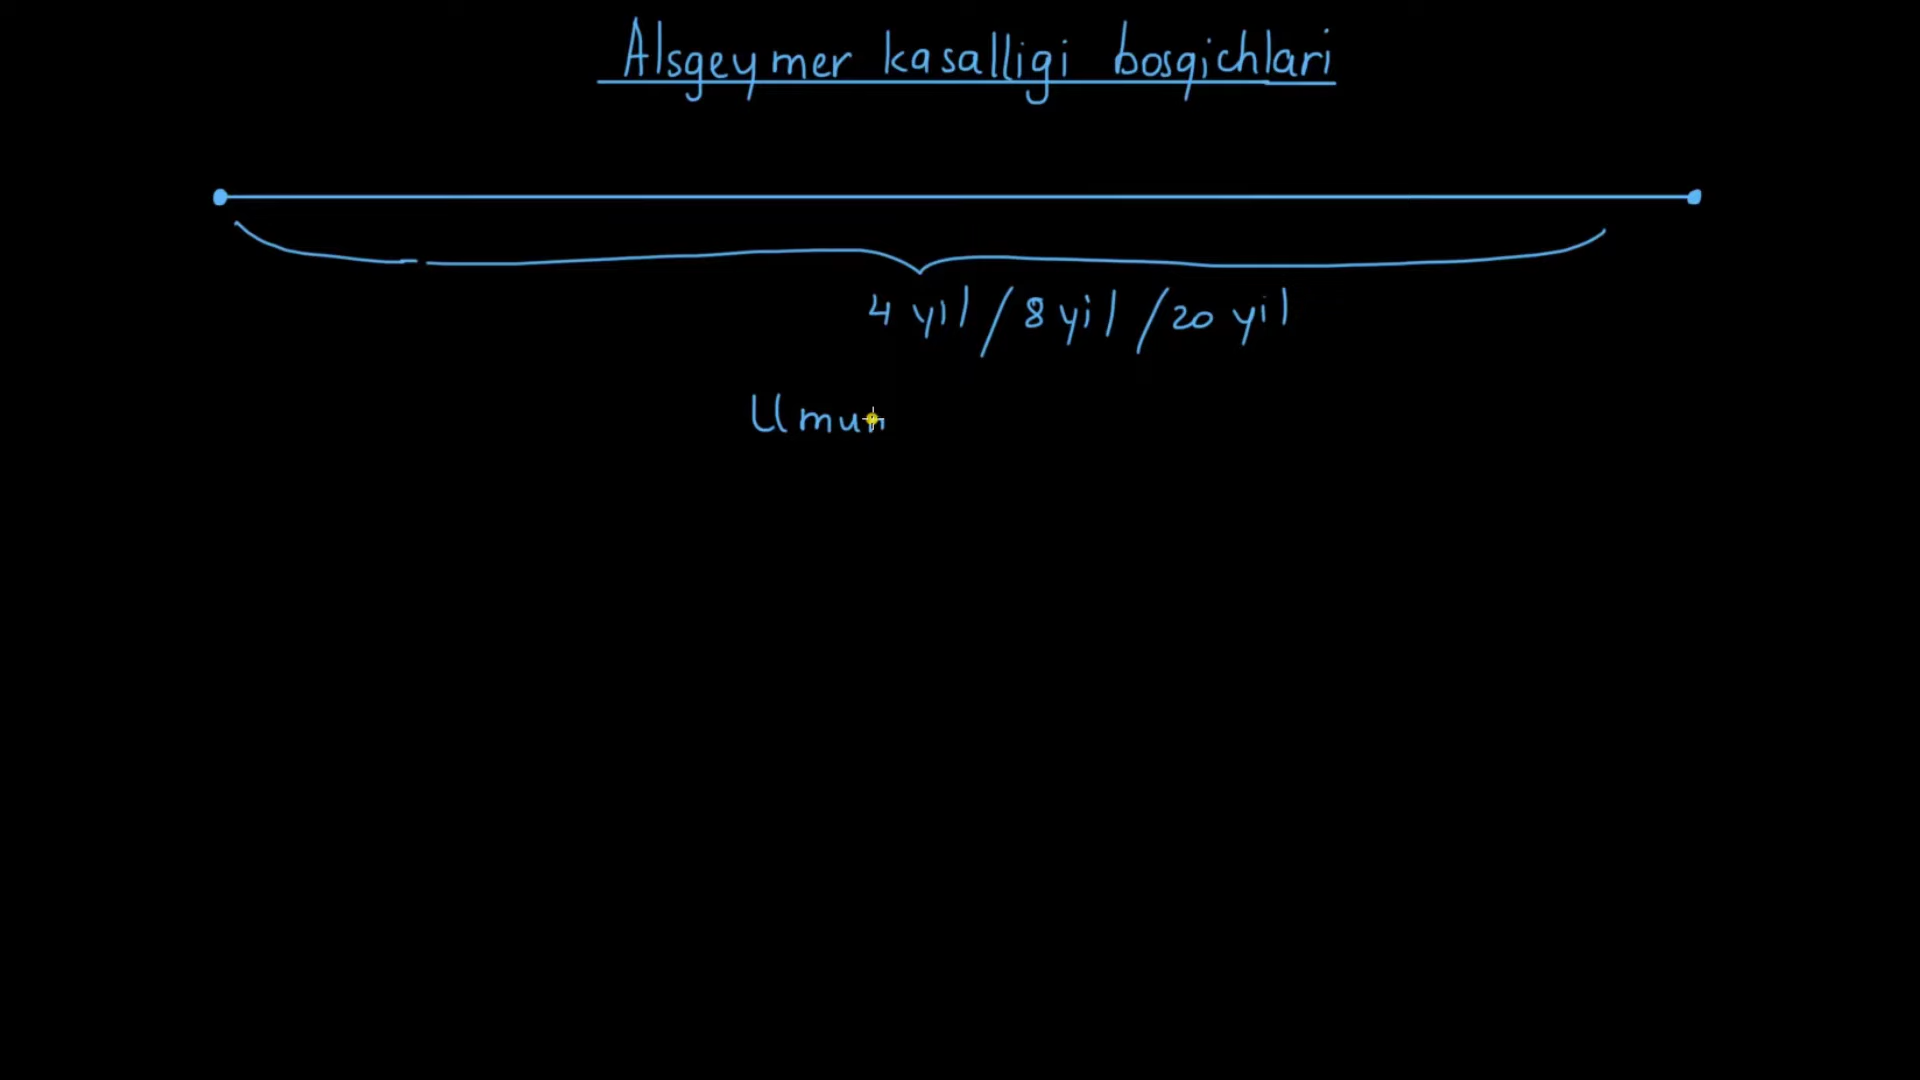 Alsgeymer kasalligi bosqichlari
4 yil / 8 yil / 20 yil
Umum